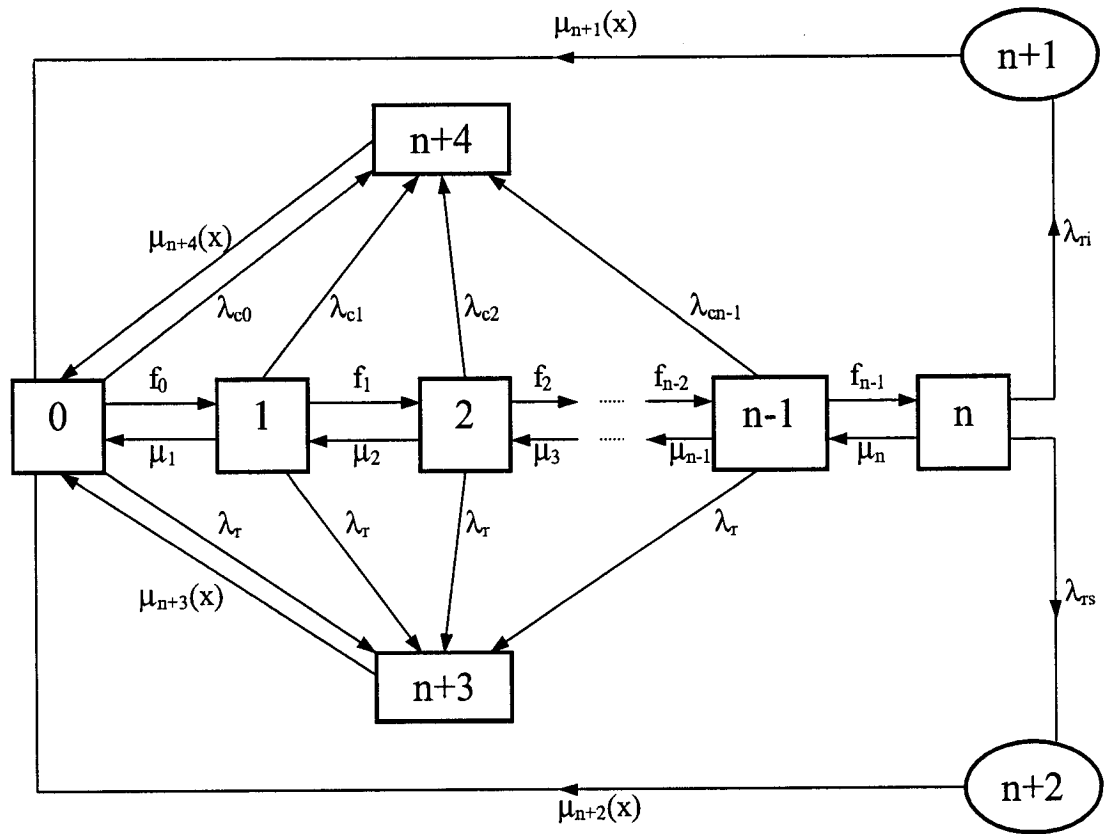 μn+1(x)
n+1
n+4
μn+4(x)
λc0
λc1
λc2
λcn-1
λri
f0
f1
f2
fn-2
fn-1
0
1
2
......
n-1
n
μ1
μ2
μ3
......
μn-1
μn
λr
λr
λr
λr
μn+3(x)
λrs
n+3
n+2
μn+2(x)